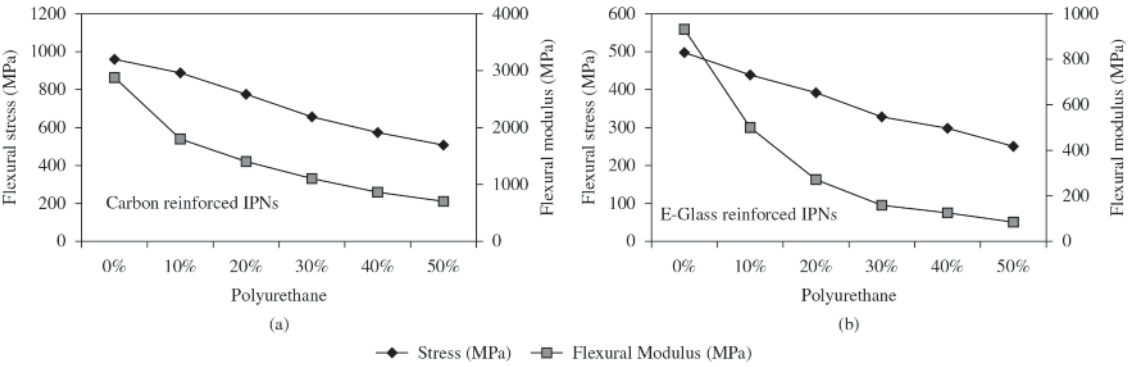 1200
1000
800
600
400
200
0
Flexural stress (MPa)
4000
3000
2000
1000
0
Flexural modulus (MPa)
Carbon reinforced IPNs
0% 10% 20% 30% 40% 50%
Polyurethane
(a)
600
500
400
300
200
100
0
Flexural stress (MPa)
1000
800
600
400
200
0
Flexural modulus (MPa)
E-Glass reinforced IPNs
0% 10% 20% 30% 40% 50%
Polyurethane
(b)
Stress (MPa) Flexural Modulus (MPa)